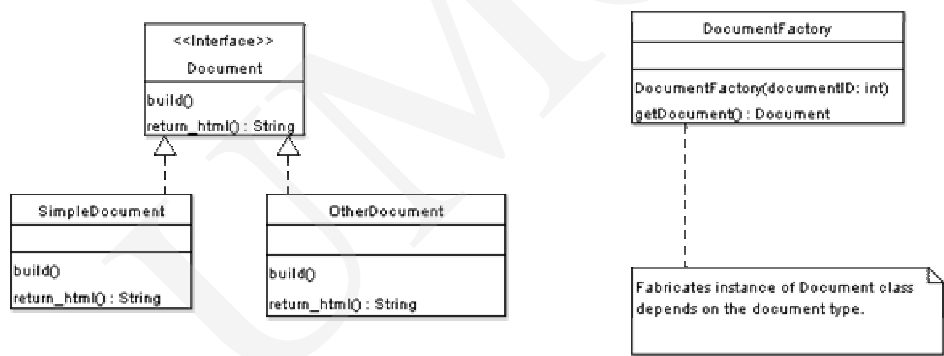 <<Interface>>
Document
build()
return_html() : String
SimpleDocument
build()
return_html() : String
OtherDocument
build()
return_html() : String
DocumentFactory
DocumentFactory(documentID: int)
getDocument() : Document
Fabricates instance of Document class
depends on the document type.
UM